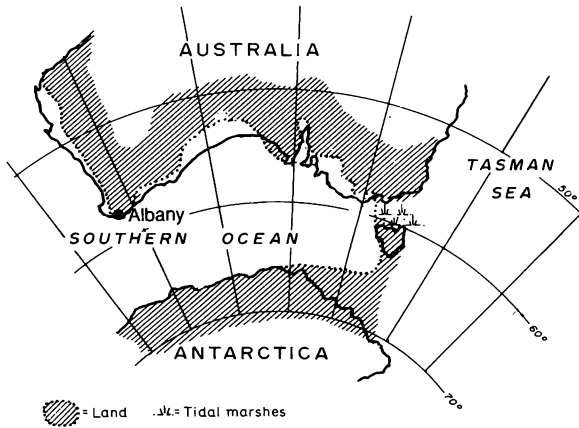 AUSTRALIA
TASMAN
SEA
50°
Albany
SOUTHERN OCEAN
60°
ANTARCTICA
70°
= Land = Tidal marshes